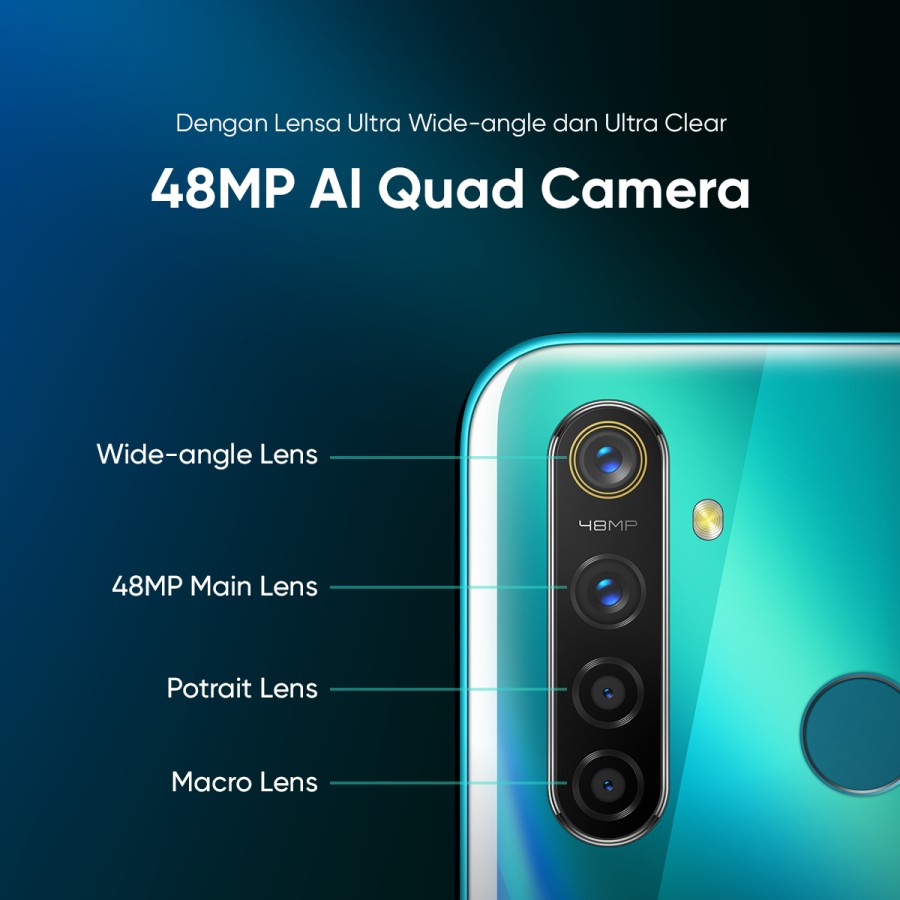 Dengan Lensa Ultra Wide-angle dan Ultra Clear
48MP AI Quad Camera
Wide-angle Lens
48MP
48MP Main Lens
Potrait Lens
Macro Lens